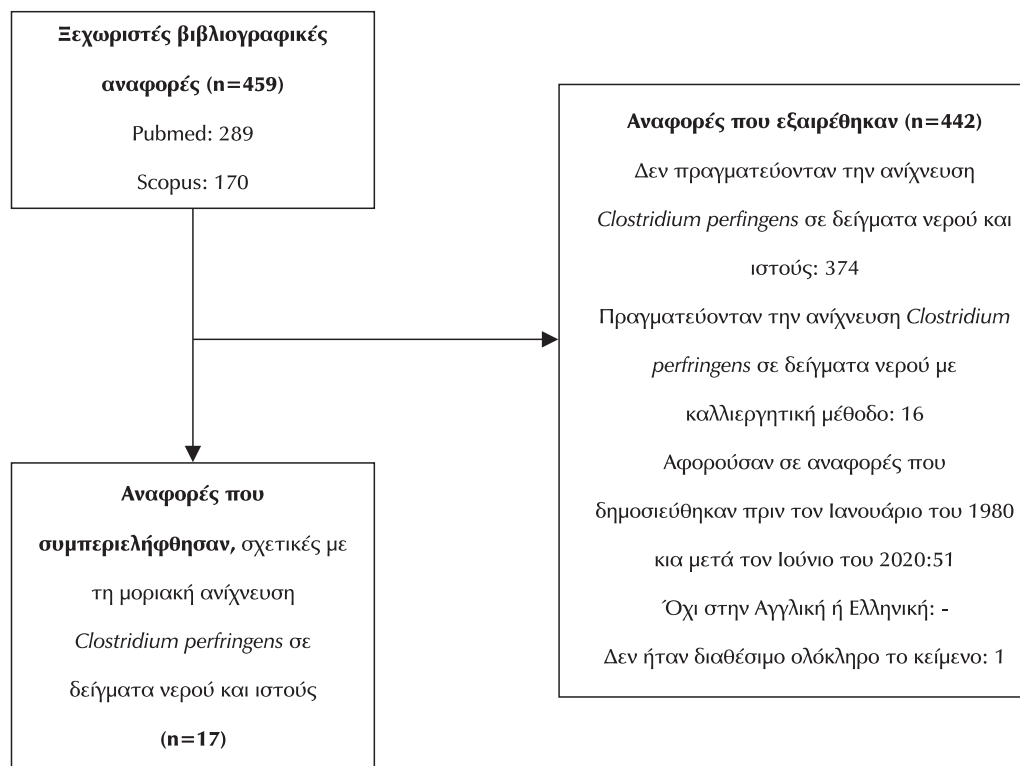 Ξεχωριστές βιβλιογραφικές
αναφορές (n=459)
Pubmed: 289
Scopus: 170
Αναφορές που εξαιρέθηκαν (n=442)
Δεν πραγματεύονταν την ανίχνευση
Clostridium perfingens σε δείγματα νερού και
ιστούς: 374
Πραγματεύονταν την ανίχνευση Clostridium
perfringens σε δείγματα νερού με
καλλιεργητική μέθοδο: 16
Αφορούσαν σε αναφορές που
δημοσιεύθηκαν πριν τον Ιανουάριο του 1980
κια μετά τον Ιούνιο του 2020:51
Όχι στην Αγγλική ή Ελληνική: -
Δεν ήταν διαθέσιμο ολόκληρο το κείμενο: 1
Αναφορές που
συμπεριελήφθησαν, σχετικές με
τη μοριακή ανίχνευση
Clostridium perfringens σε
δείγματα νερού και ιστούς
(n=17)